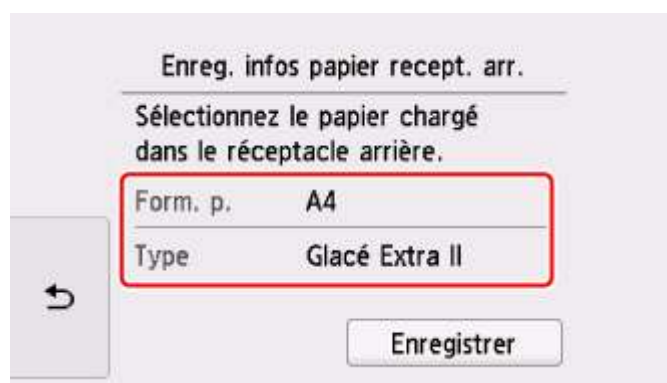 Enreg. infos papier recept. arr.
Sélectionnez le papier chargé
dans le réceptacle arrière.
Form. p. A4
Type Glacé Extra II
Enregistrer